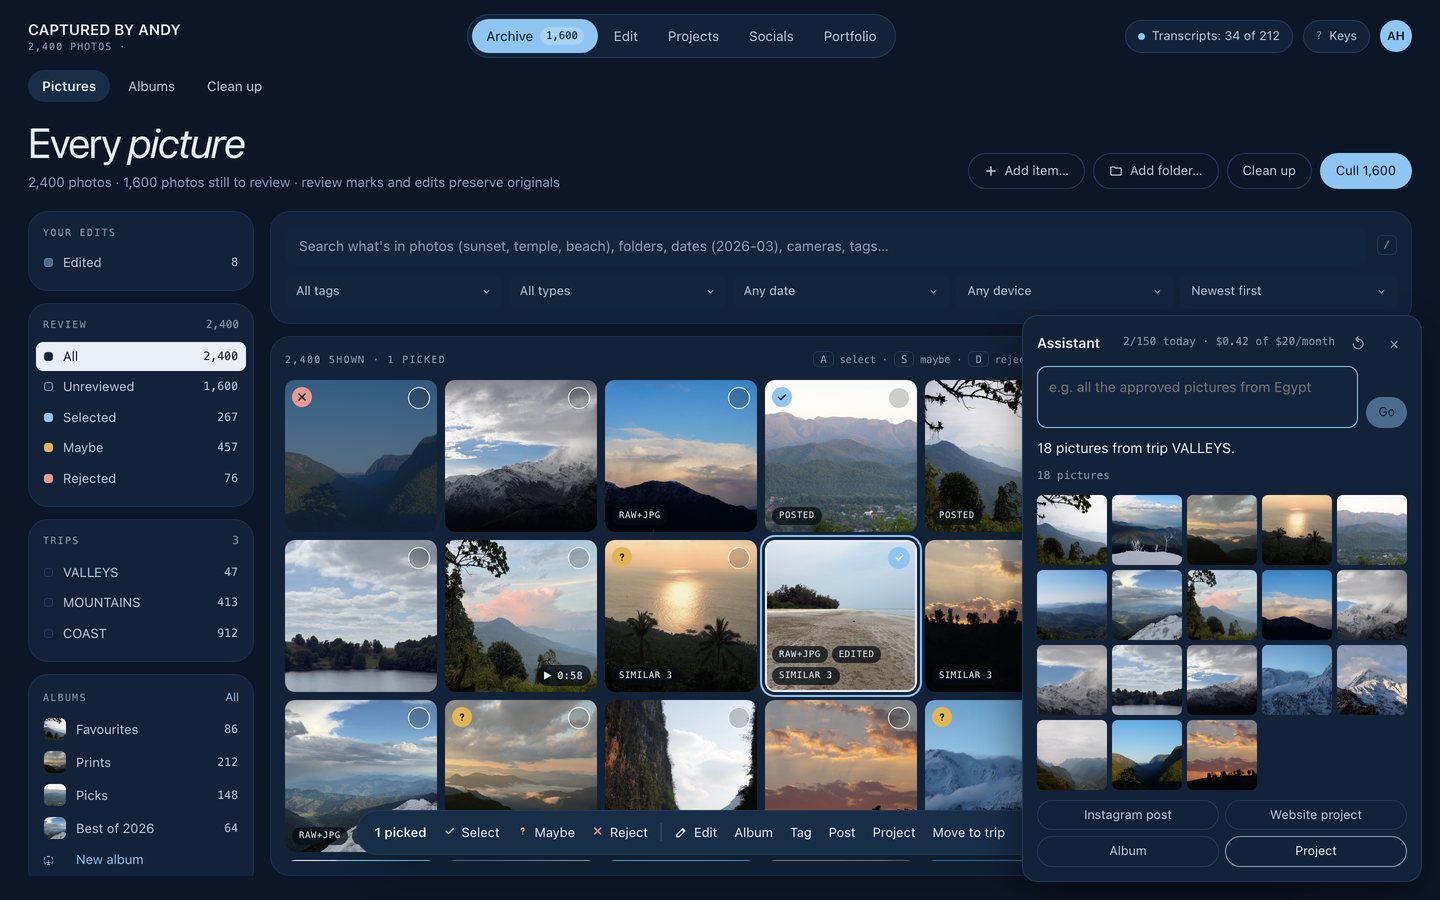 CAPTURED BY ANDY
2,400 PHOTOS ·
Archive 1,600
Edit
Projects
Socials
Portfolio
Transcripts: 34 of 212
? Keys
AH
Pictures
Albums
Clean up
Every picture
2,400 photos · 1,600 photos still to review · review marks and edits preserve originals
+ Add item...
Add folder...
Clean up
Cull 1,600
YOUR EDITS
Edited 8
REVIEW 2,400
All 2,400
Unreviewed 1,600
Selected 267
Maybe 457
Rejected 76
TRIPS 3
VALLEYS 47
MOUNTAINS 413
COAST 912
ALBUMS All
Favourites 86
Prints 212
Picks 148
Best of 2026 64
New album
Search what's in photos (sunset, temple, beach), folders, dates (2026-03), cameras, tags...
/
All tags
All types
Any date
Any device
Newest first
2,400 SHOWN · 1 PICKED
A select · S maybe · D rejec
RAW+JPG
POSTED
POSTED
0:58
?
SIMILAR 3
RAW+JPG EDITED
SIMILAR 3
SIMILAR 3
RAW+JPG
?
?
1 picked
Select
? Maybe
Reject
Edit
Album
Tag
Post
Project
Move to trip
Assistant
2/150 today · $0.42 of $20/month
e.g. all the approved pictures from Egypt
Go
18 pictures from trip VALLEYS.
18 pictures
Instagram post
Website project
Album
Project